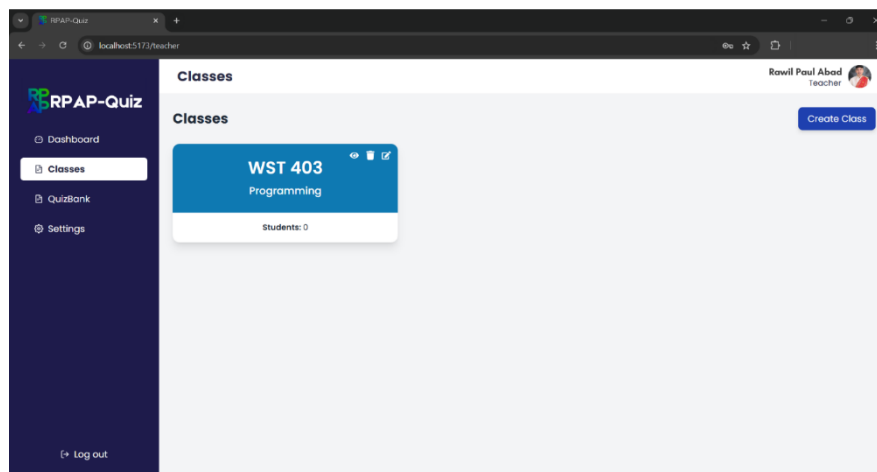 RPAP-Quiz
localhost:5173/teacher
RPAP-Quiz
Classes
Rawil Paul Abad
Teacher
Dashboard
Classes
QuizBank
Settings
Log out
Classes
Create Class
WST 403
Programming
Students: 0